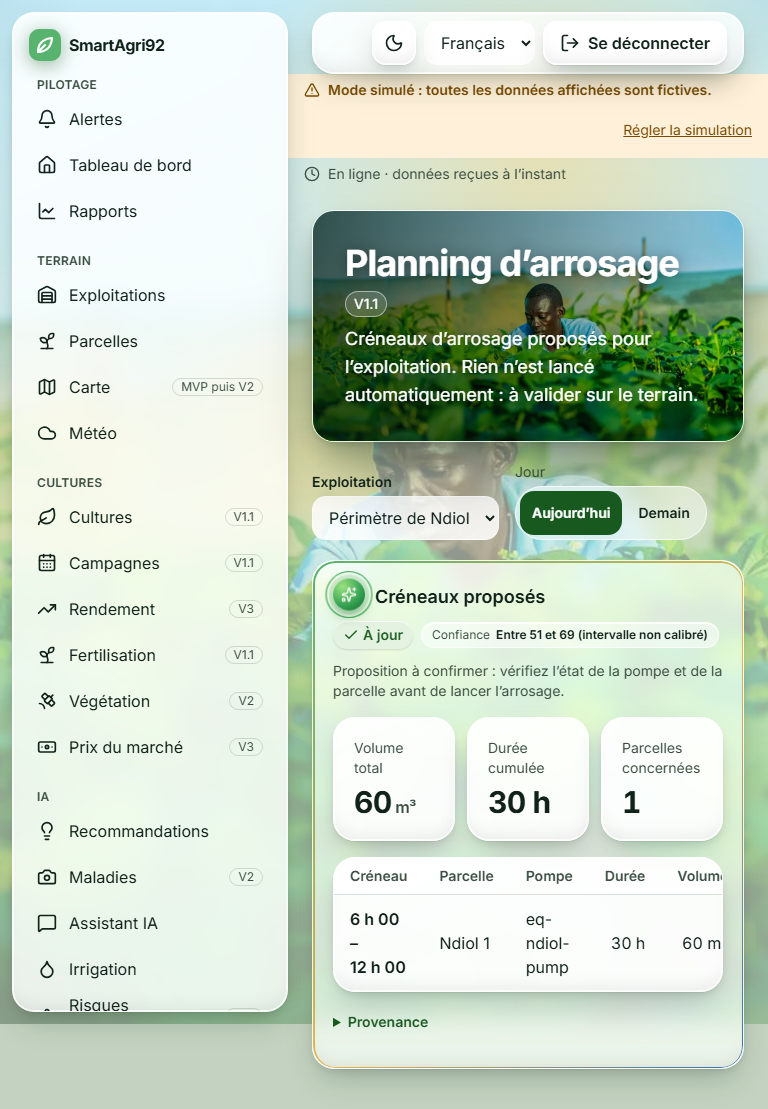 SmartAgri92
PILOTAGE
Alertes
Tableau de bord
Rapports
TERRAIN
Exploitations
Parcelles
Carte MVP puis V2
Météo
CULTURES
Cultures V1.1
Campagnes V1.1
Rendement V3
Fertilisation V1.1
Végétation V2
Prix du marché V3
IA
Recommandations
Maladies V2
Assistant IA
Irrigation
Risques
Français Se déconnecter
Mode simulé : toutes les données affichées sont fictives.
Régler la simulation
En ligne · données reçues à l’instant
Planning d’arrosage
V1.1
Créneaux d’arrosage proposés pour
l’exploitation. Rien n’est lancé
automatiquement : à valider sur le terrain.
Exploitation
Périmètre de Ndiol
Jour
Aujourd’hui Demain
Créneaux proposés
À jour Confiance Entre 51 et 69 (intervalle non calibré)
Proposition à confirmer : vérifiez l’état de la pompe et de la
parcelle avant de lancer l’arrosage.
Volume
total
60 m³
Durée
cumulée
30 h
Parcelles
concernées
1
Créneau Parcelle Pompe Durée Volume
6 h 00
–
12 h 00
Ndiol 1
eq-
ndiol-
pump
30 h
60 m
Provenance